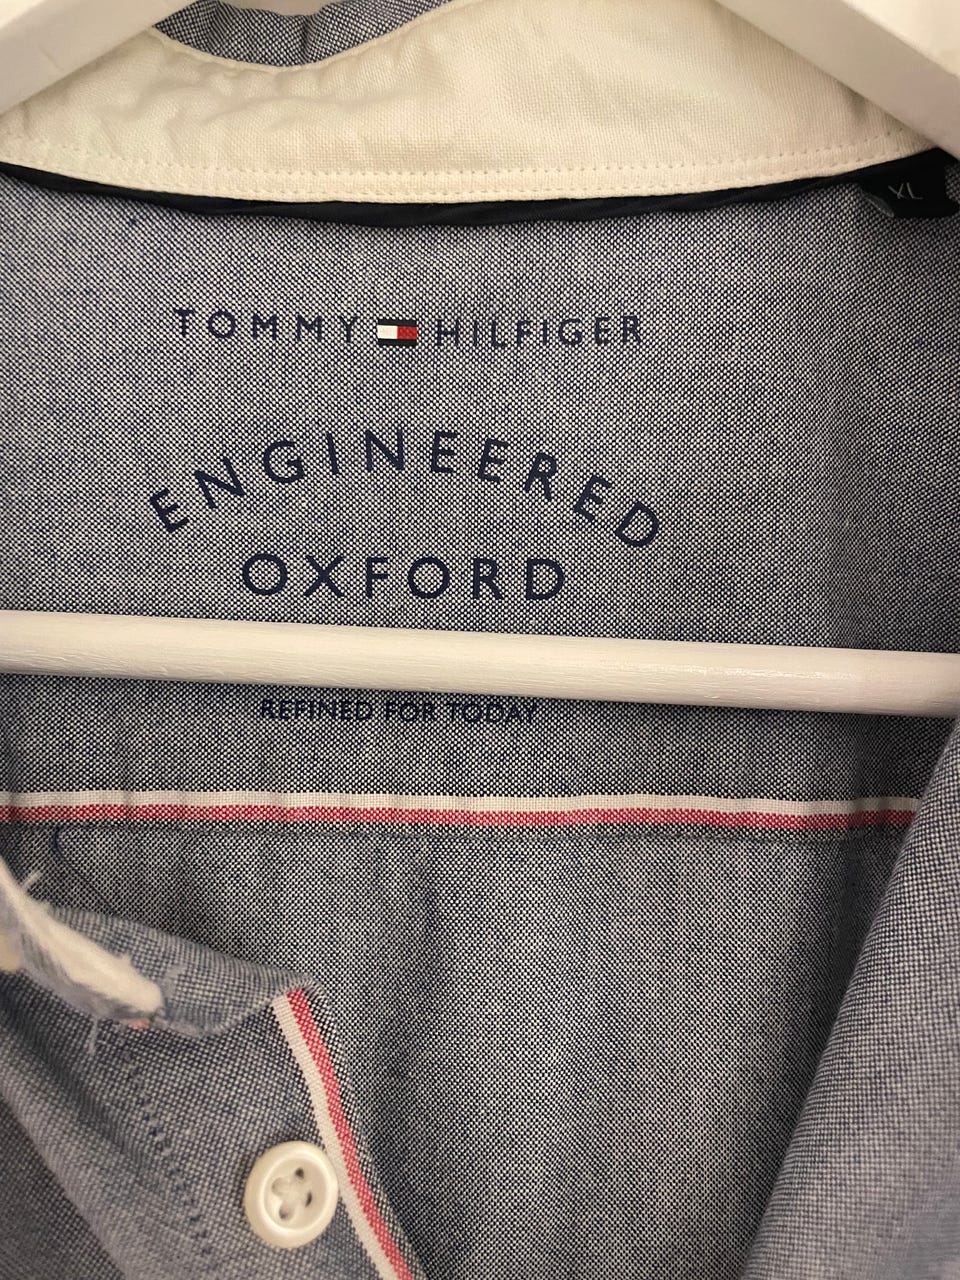 XL
TOMMY HILFIGER
ENGINEERED
OXFORD
REFINED FOR TODAY